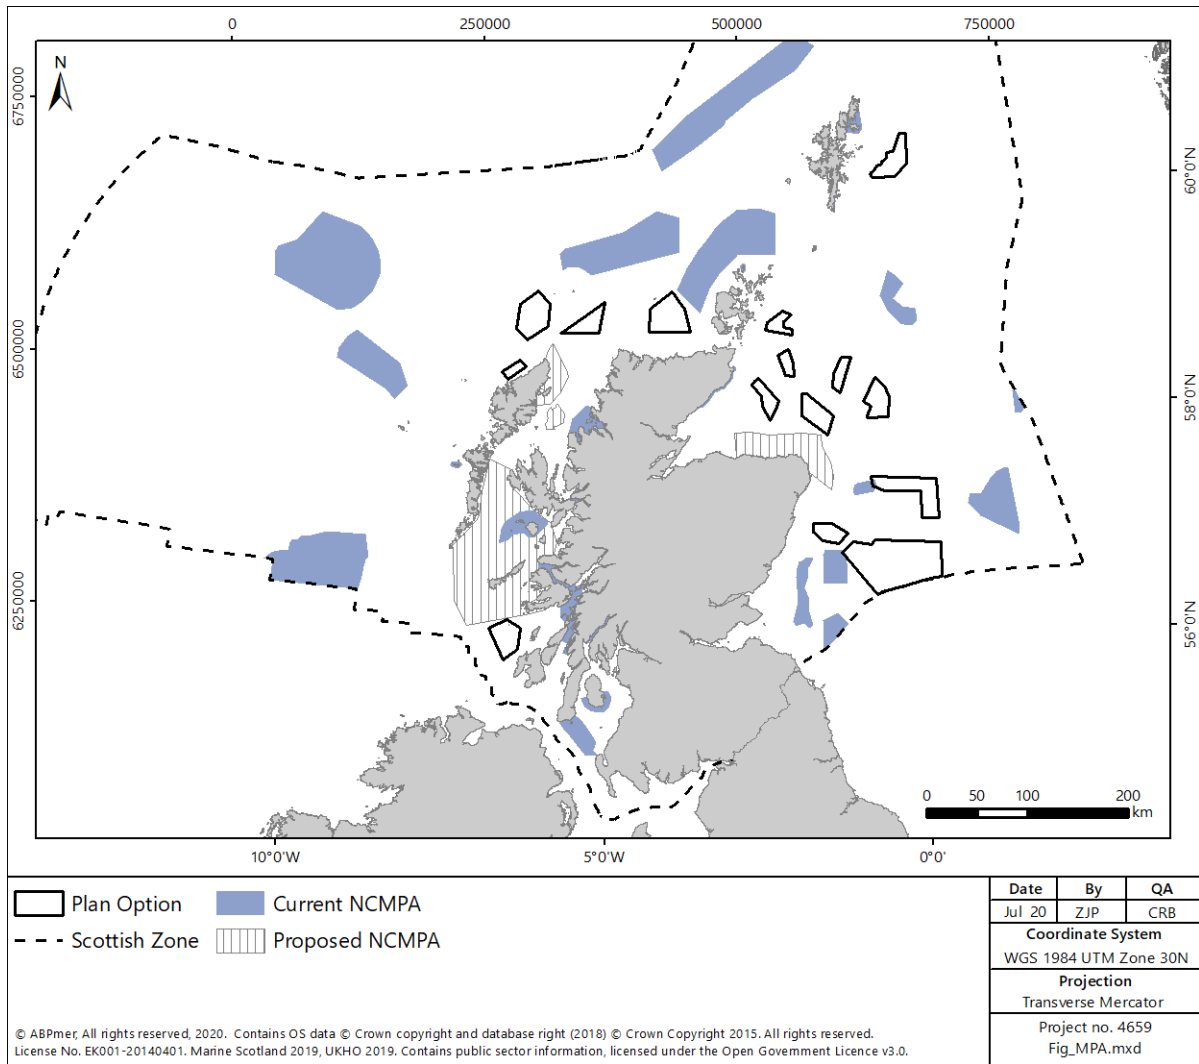 0 250000 500000 750000
N
6750000
6500000
6250000
60°0'N
58°0'N
56°0'N
0 50 100 200
km
10°0'W 5°0'W 0°0'
Plan Option Current NCMPA
Scottish Zone Proposed NCMPA
Date By QA
Jul 20 ZJP CRB
Coordinate System
WGS 1984 UTM Zone 30N
Projection
Transverse Mercator
Project no. 4659
Fig_MPA.mxd
© ABPmer, All rights reserved, 2020. Contains OS data © Crown copyright and database right (2018) © Crown Copyright 2015. All rights reserved.
License No. EK001-20140401. Marine Scotland 2019, UKHO 2019. Contains public sector information, licensed under the Open Government Licence v3.0.